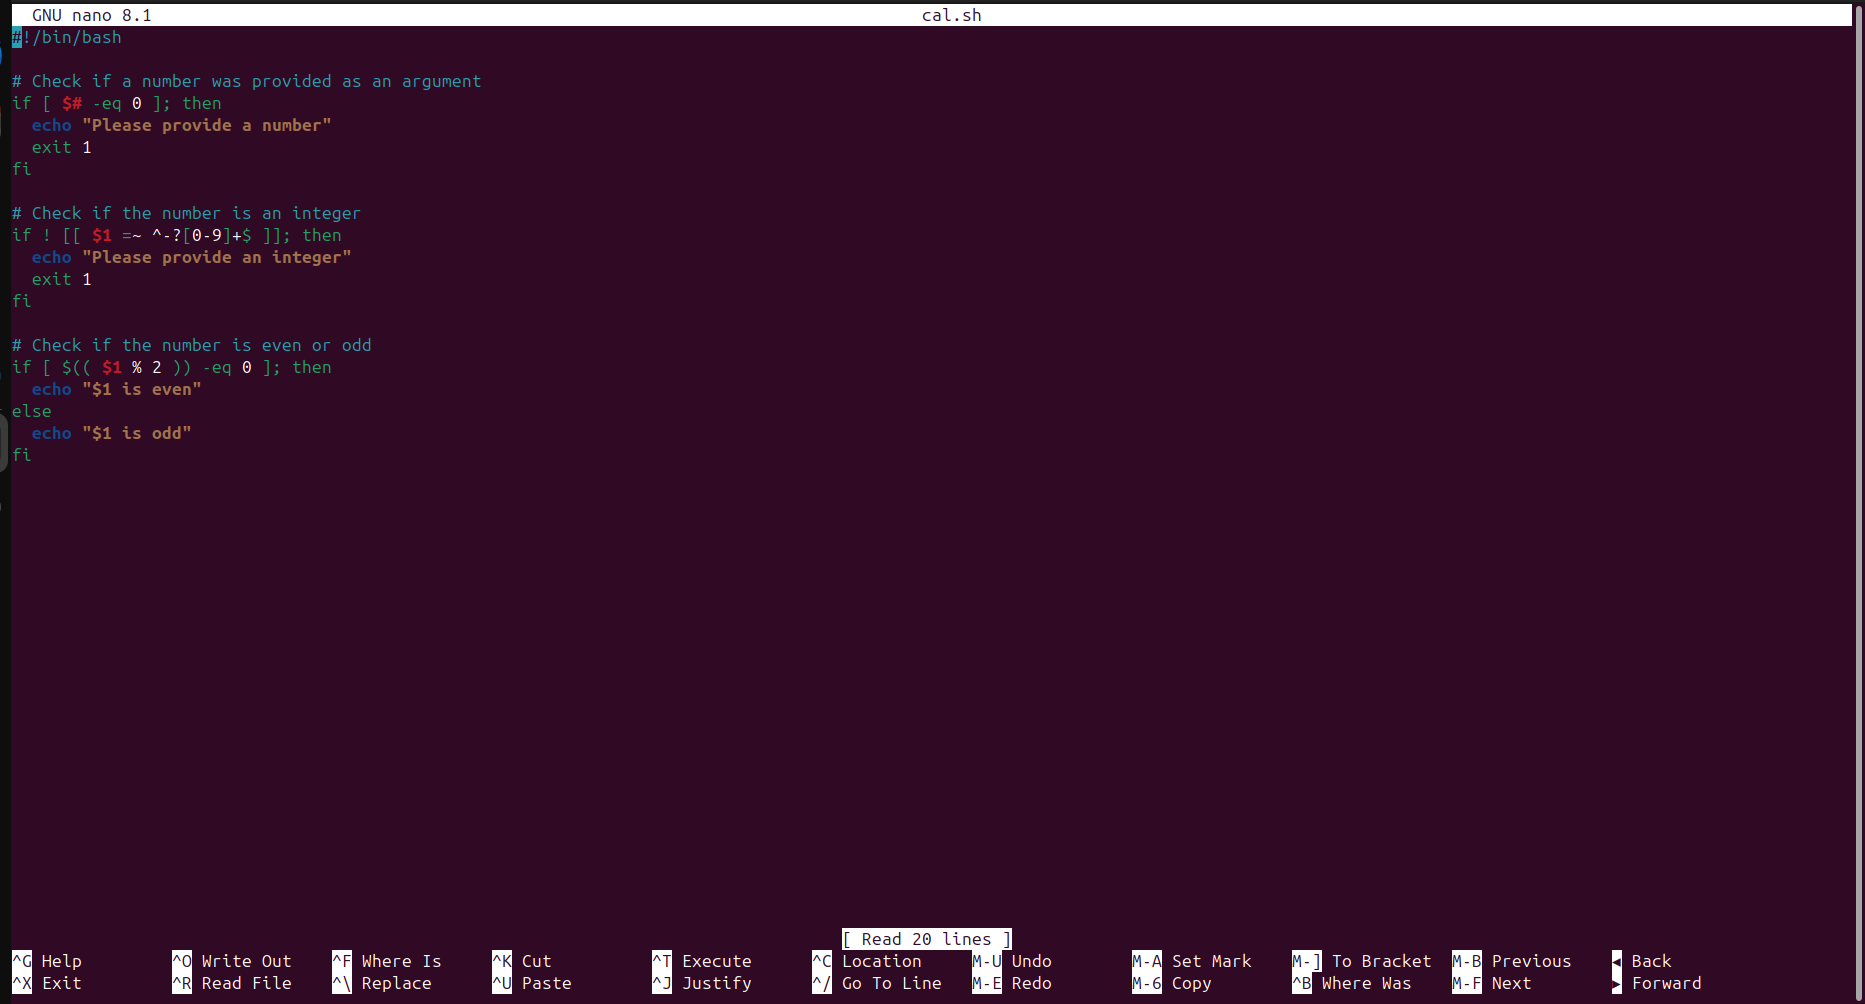 GNU nano 8.1 cal.sh
#!/bin/bash

# Check if a number was provided as an argument
if [ $# -eq 0 ]; then
  echo "Please provide a number"
  exit 1
fi

# Check if the number is an integer
if ! [[ $1 =~ ^-?[0-9]+$ ]]; then
  echo "Please provide an integer"
  exit 1
fi

# Check if the number is even or odd
if [ $(( $1 % 2 )) -eq 0 ]; then
  echo "$1 is even"
else
  echo "$1 is odd"
fi

[ Read 20 lines ]
^G Help ^O Write Out ^F Where Is ^K Cut ^T Execute ^C Location M-U Undo M-A Set Mark M-] To Bracket M-B Previous ◂ Back
^X Exit ^R Read File ^\ Replace ^U Paste ^J Justify ^/ Go To Line M-E Redo M-6 Copy ^B Where Was M-F Next ▸ Forward